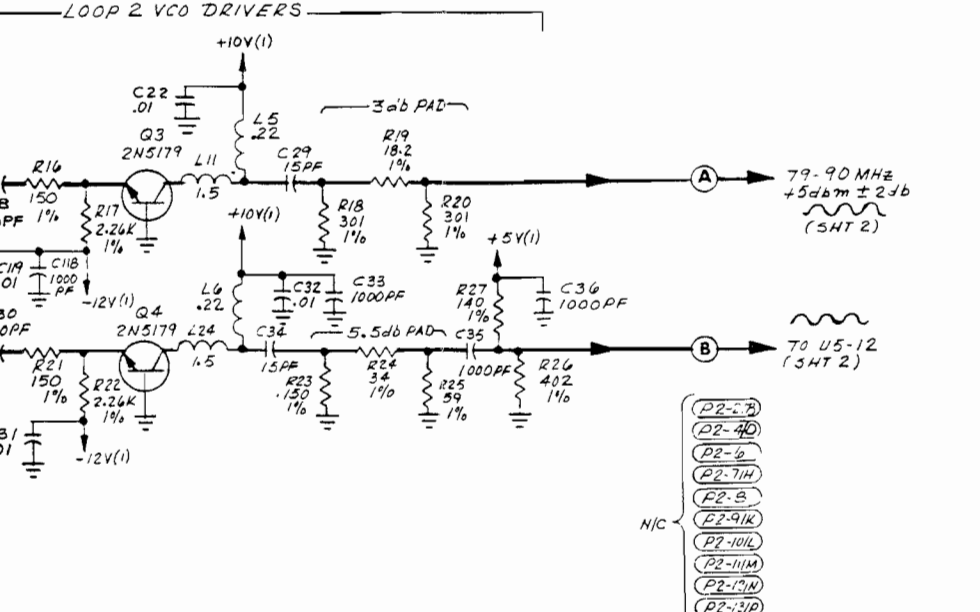 LOOP 2 VCO DRIVERS
+10V(1)
C22
.01
3db PAD
L5
.22
Q3
2N5179
R19
18.2
1%
R16
150
1%
L11
1.5
C29
15PF
A
79-90 MHz
+5dbm ± 2db
(SHT 2)
PF
R17
2.26K
1%
R18
301
1%
R20
301
1%
+10V(1)
+5V(1)
C119
01
C118
1000
PF
-12V(1)
L6
.22
C32
.01
C33
1000PF
R27
140
1%
C36
1000PF
30
0PF
Q4
2N5179
L24
1.5
C34
15PF
5.5db PAD
C35
1000PF
B
TO U5-12
(SHT 2)
R21
150
1%
R22
2.26K
1%
R23
150
1%
R24
34
1%
R25
59
1%
R26
402
1%
31
01
-12V(1)
N/C
P2-6
P2-7/H
P2-8
P2-9/K
P2-10/L
P2-11/M
P2-12/N
P2-13/P